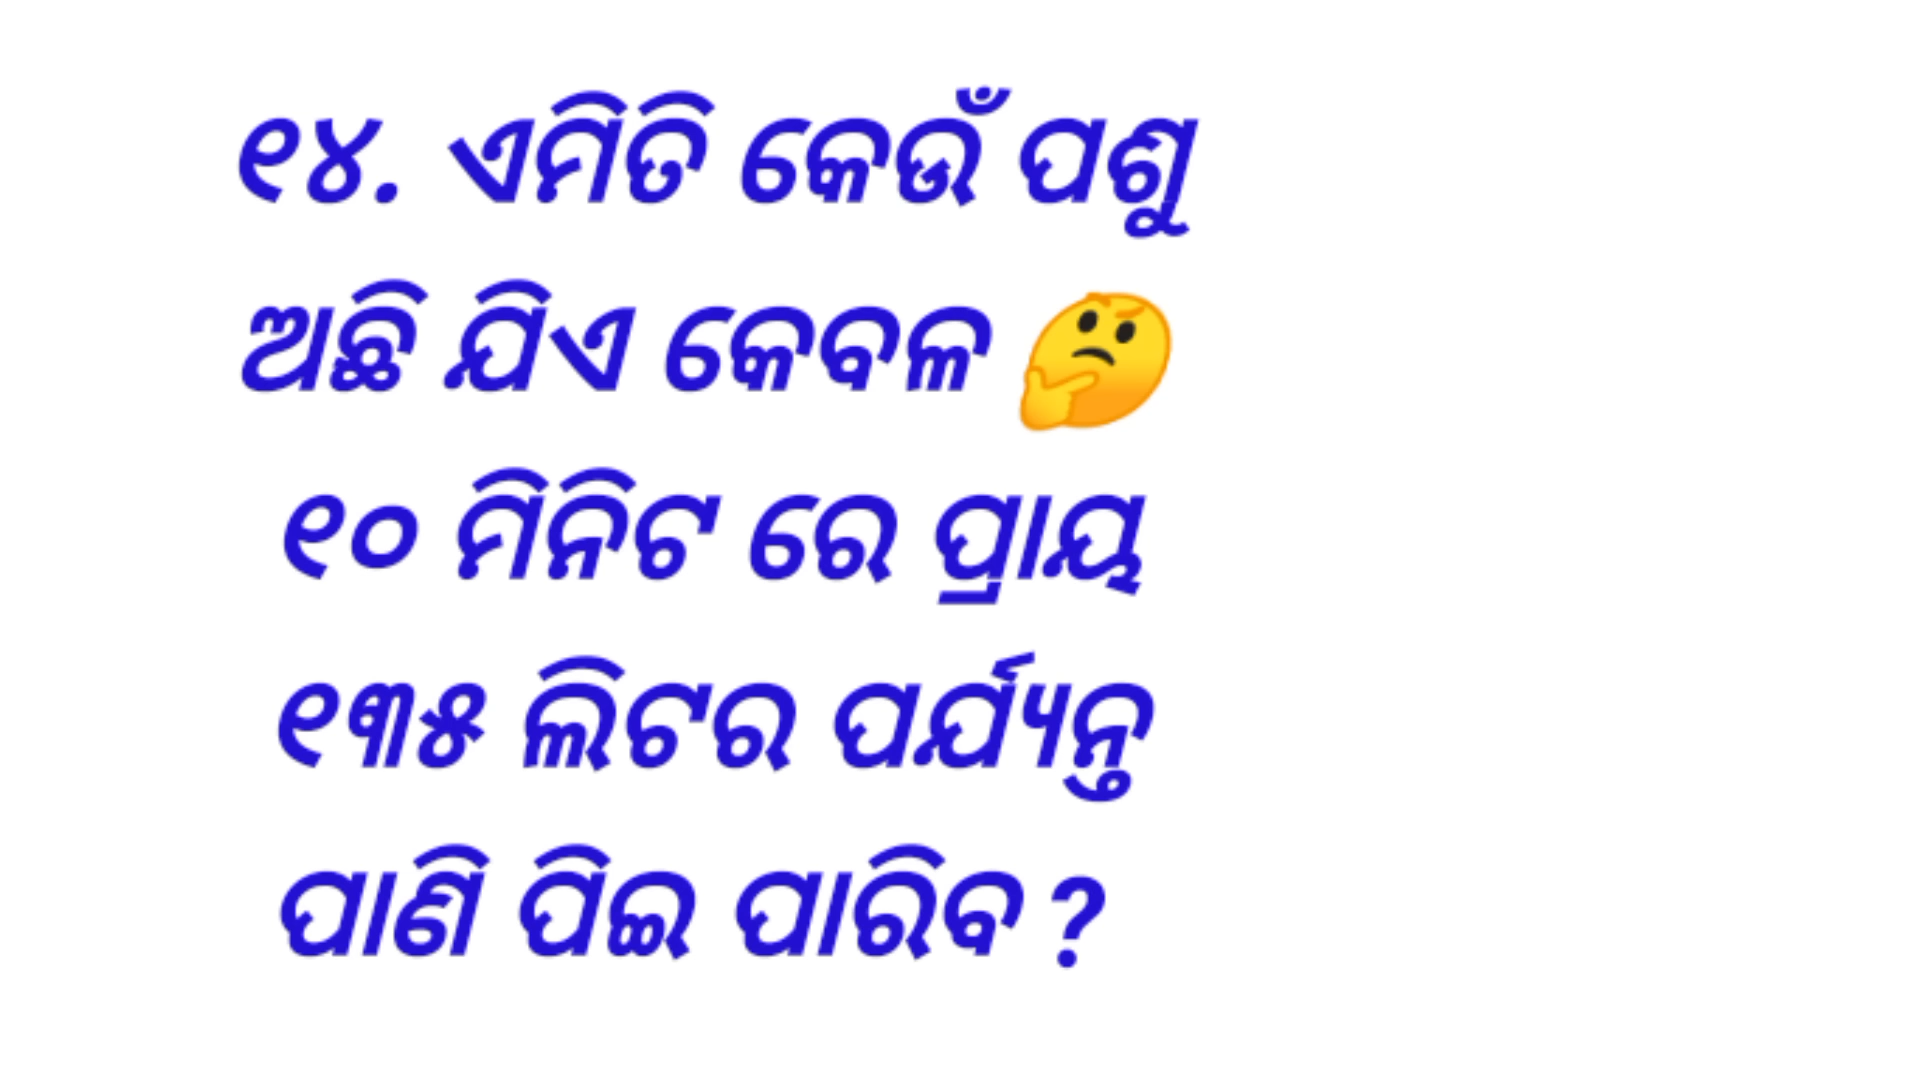 ୧୪. ଏମିତି କେଉଁ ପଶୁ
ଅଛି ଯିଏ କେବଳ 🤔
୧୦ ମିନିଟ ରେ ପ୍ରାୟ
୧୩୫ ଲିଟର ପର୍ଯ୍ୟନ୍ତ
ପାଣି ପିଇ ପାରିବ ?